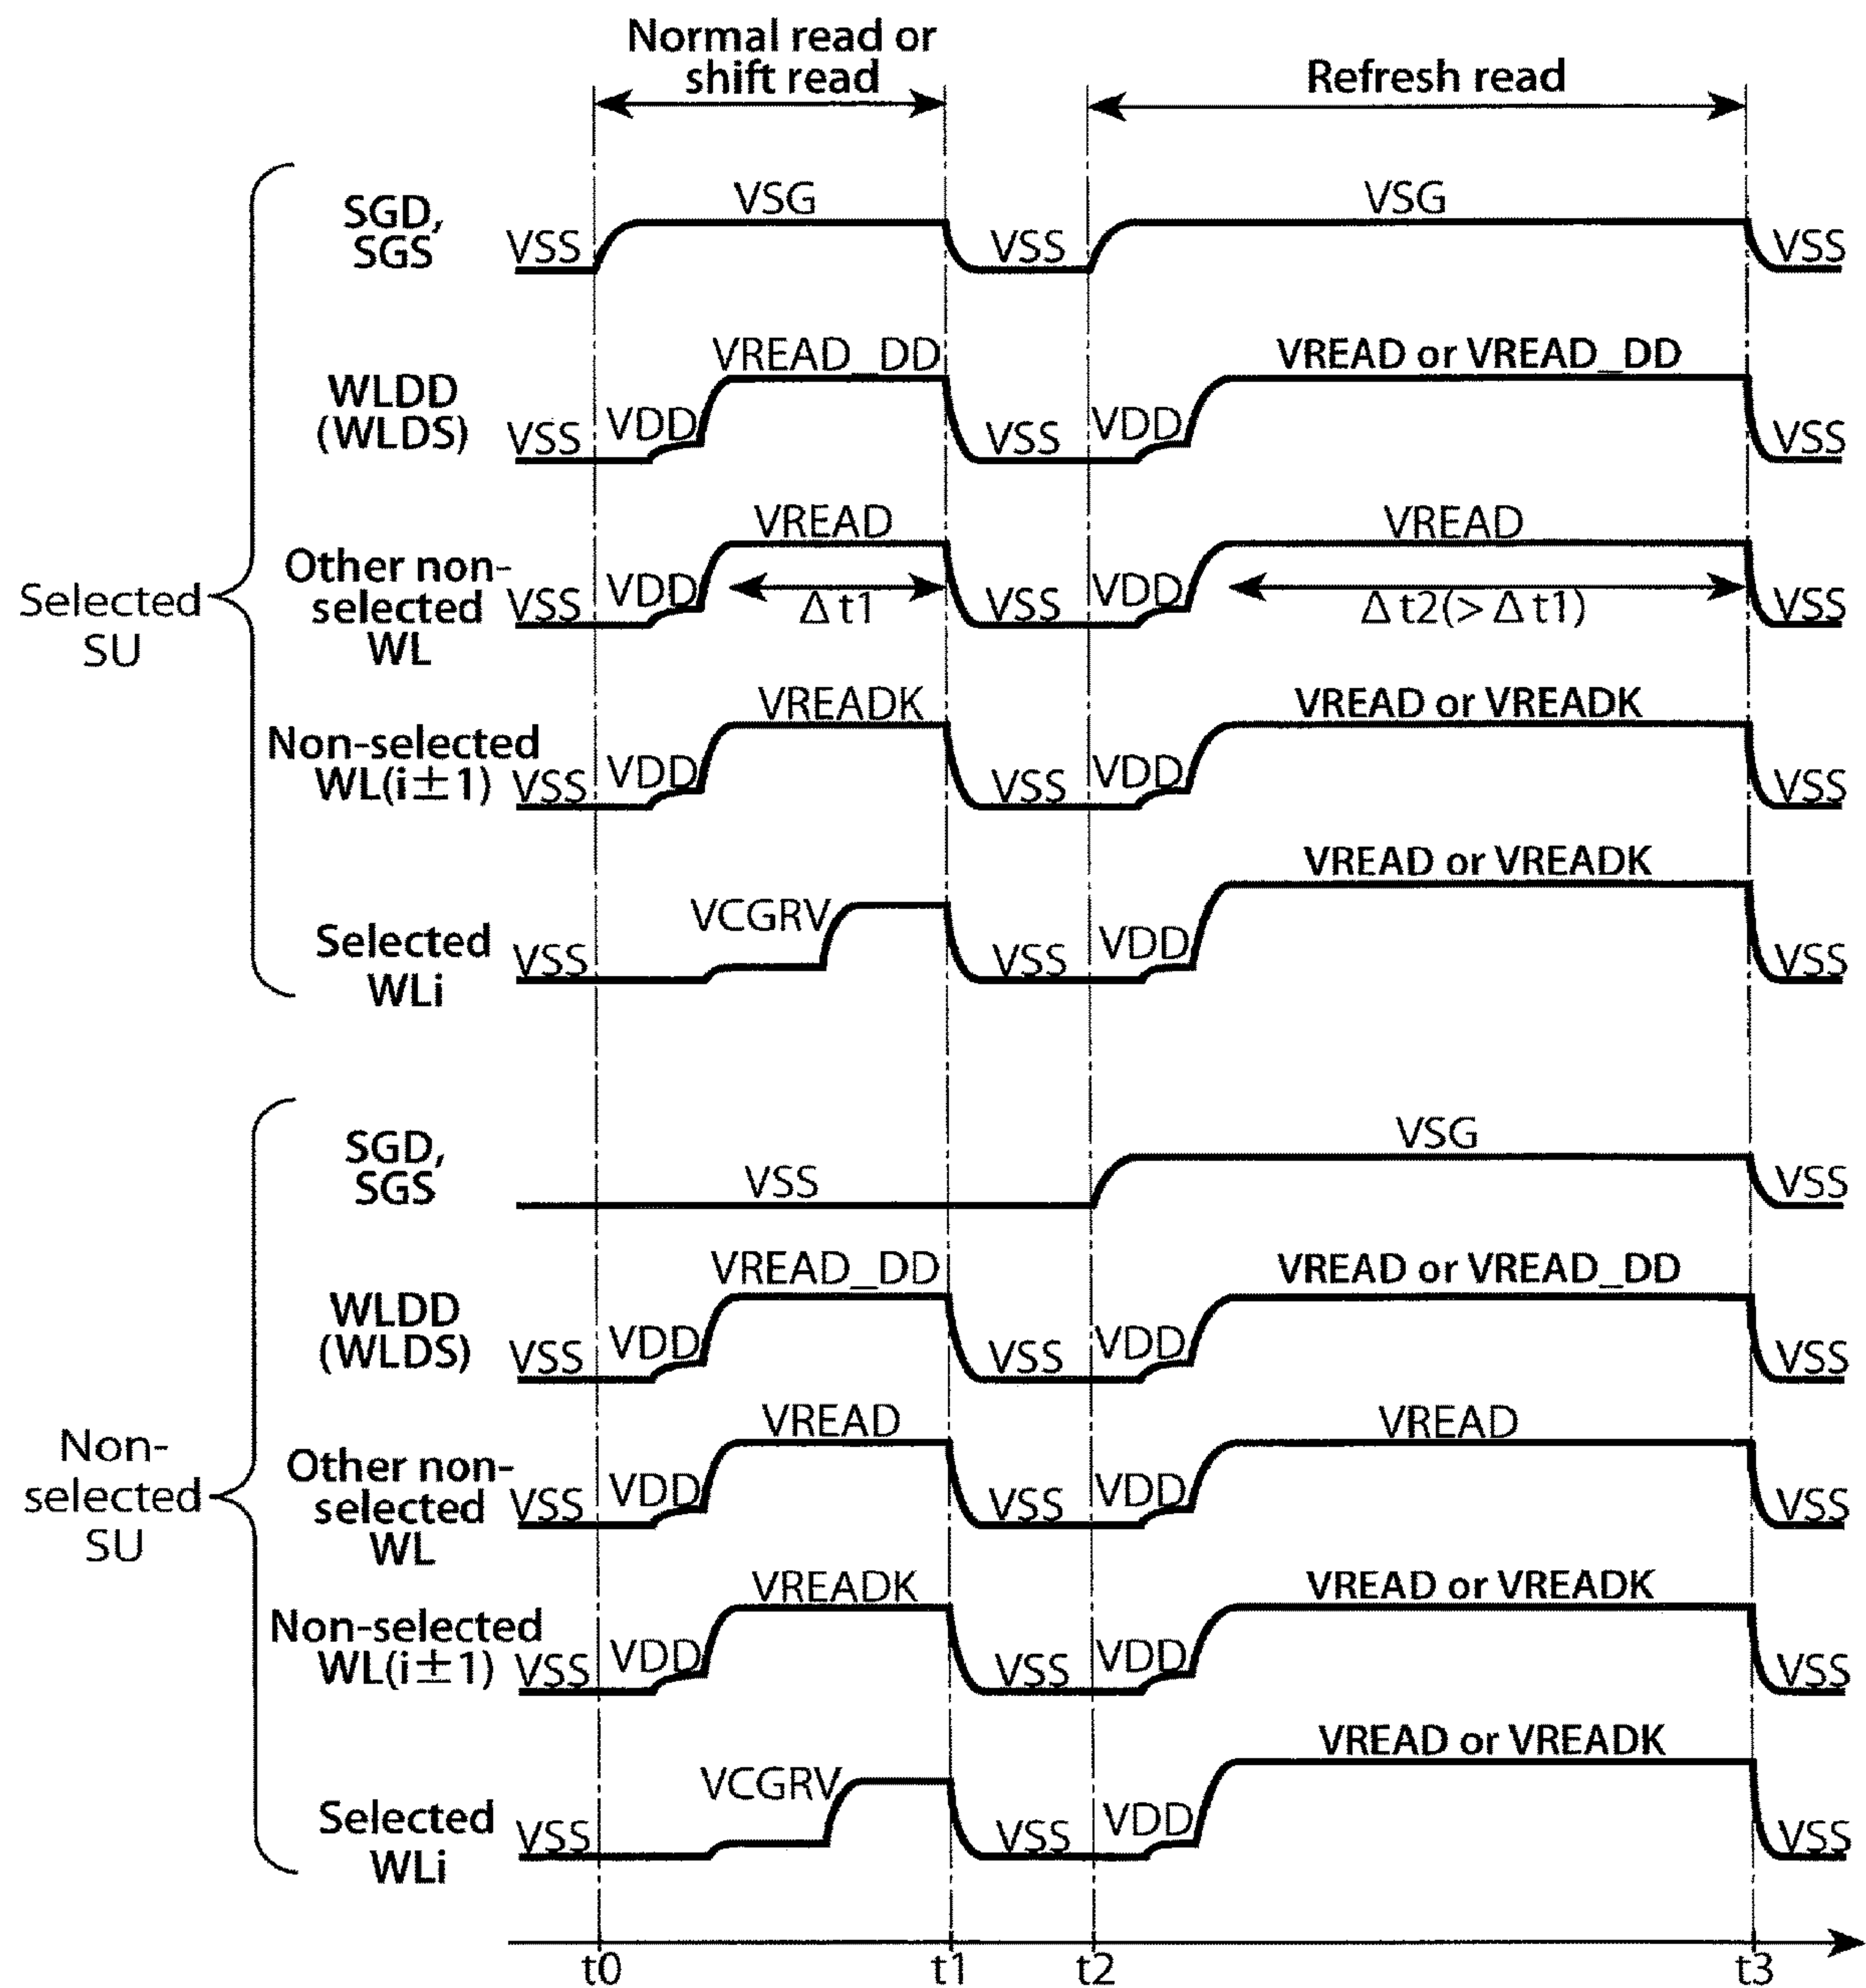 Normal read or
shift read
Refresh read
Selected
SU
SGD,
SGS
VSS
VSG
VSS
VSG
VSS
WLDD
(WLDS)
VSS
VDD
VREAD_DD
VSS
VDD
VREAD or VREAD_DD
VSS
Other non-
selected
WL
VSS
VDD
VREAD
Δt1
VSS
VDD
VREAD
Δt2(>Δt1)
VSS
Non-selected
WL(i±1)
VSS
VDD
VREADK
VSS
VDD
VREAD or VREADK
VSS
Selected
WLi
VSS
VCGRV
VSS
VDD
VREAD or VREADK
VSS
Non-
selected
SU
SGD,
SGS
VSS
VSG
VSS
WLDD
(WLDS)
VSS
VDD
VREAD_DD
VSS
VDD
VREAD or VREAD_DD
VSS
Other non-
selected
WL
VSS
VDD
VREAD
VSS
VDD
VREAD
VSS
Non-selected
WL(i±1)
VSS
VDD
VREADK
VSS
VDD
VREAD or VREADK
VSS
Selected
WLi
VSS
VCGRV
VSS
VDD
VREAD or VREADK
VSS
t0
t1
t2
t3